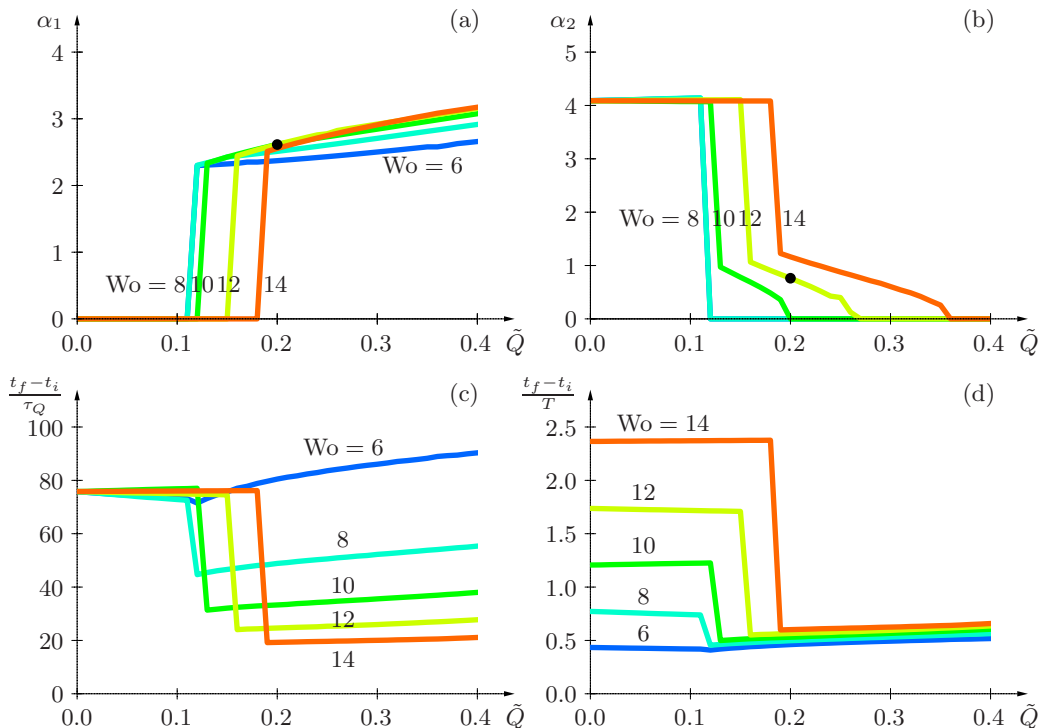 α₁ (a)
4
3
2
1
0
Wo = 6
Wo = 8 10 12 14
0.0 0.1 0.2 0.3 0.4 Q̃
α₂ (b)
5
4
3
2
1
0
Wo = 8 10 12 14
0.0 0.1 0.2 0.3 0.4 Q̃
(t_f−t_i)/τ_Q (c)
100
80
60
40
20
0
Wo = 6
8
10
12
14
0.0 0.1 0.2 0.3 0.4 Q̃
(t_f−t_i)/T (d)
2.5
2.0
1.5
1.0
0.5
0.0
Wo = 14
12
10
8
6
0.0 0.1 0.2 0.3 0.4 Q̃